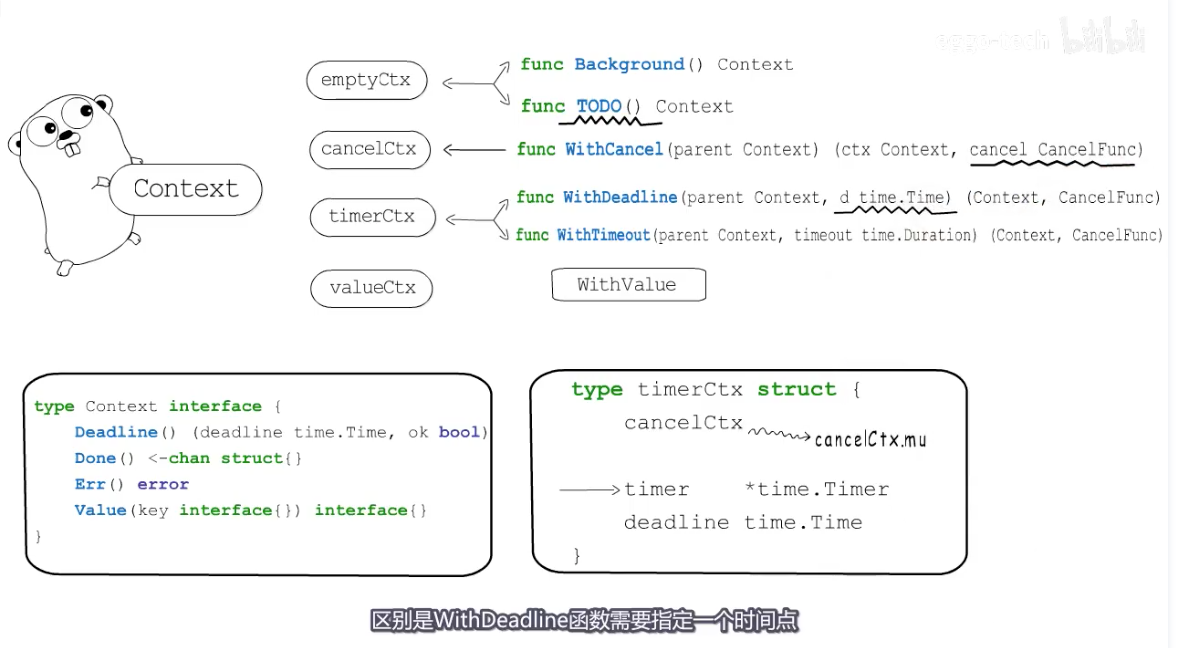 eggo-tech bilibili
emptyCtx
func Background() Context
func TODO() Context
cancelCtx
func WithCancel(parent Context) (ctx Context, cancel CancelFunc)
Context
timerCtx
func WithDeadline(parent Context, d time.Time) (Context, CancelFunc)
func WithTimeout(parent Context, timeout time.Duration) (Context, CancelFunc)
valueCtx
WithValue
type Context interface {
Deadline() (deadline time.Time, ok bool)
Done() <-chan struct{}
Err() error
Value(key interface{}) interface{}
}
type timerCtx struct {
cancelCtx
cancelCtx.mu
timer *time.Timer
deadline time.Time
}
区别是WithDeadline函数需要指定一个时间点